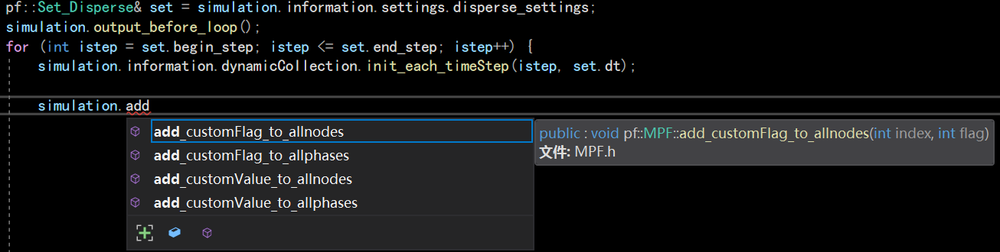 pf::Set_Disperse& set = simulation.information.settings.disperse_settings;
simulation.output_before_loop();
for (int istep = set.begin_step; istep <= set.end_step; istep++) {
simulation.information.dynamicCollection.init_each_timeStep(istep, set.dt);
simulation.add
add_customFlag_to_allnodes
add_customFlag_to_allphases
add_customValue_to_allnodes
add_customValue_to_allphases
public : void pf::MPF::add_customFlag_to_allnodes(int index, int flag)
文件: MPF.h